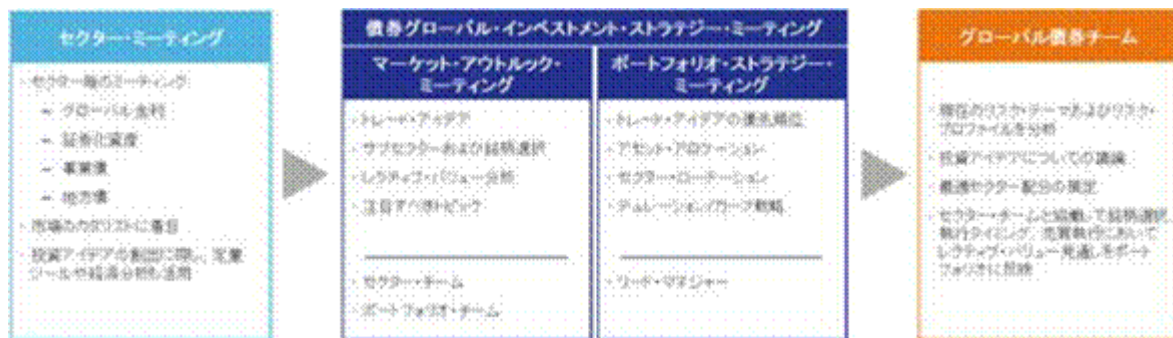 セクター・ミーティング
・セクター毎のミーティング
– グローバル金利
– 証券化資産
– 事業債
– 地方債
・市場のカタリストに着目
・投資アイデアの創出に際し、定量
ツールや経済分析も活用
債券グローバル・インベストメント・ストラテジー・ミーティング
マーケット・アウトルック・
ミーティング
・トレード・アイデア
・サブセクターおよび銘柄選択
・レラティブ・バリュー分析
・注目すべきトピック
・セクター・チーム
・ポートフォリオ・チーム
ポートフォリオ・ストラテジー・
ミーティング
・トレード・アイデアの優先順位
・アセット・アロケーション
・セクター・ローテーション
・デュレーション/カーブ戦略
・リード・マネジャー
グローバル債券チーム
・現在のリスク・テーマおよびリスク・
プロファイルを分析
・投資アイデアについての議論
・最適セクター配分の策定
・セクター・チームと協働して銘柄選択、
執行タイミング、売買執行において
レラティブ・バリュー見通しをポート
フォリオに反映